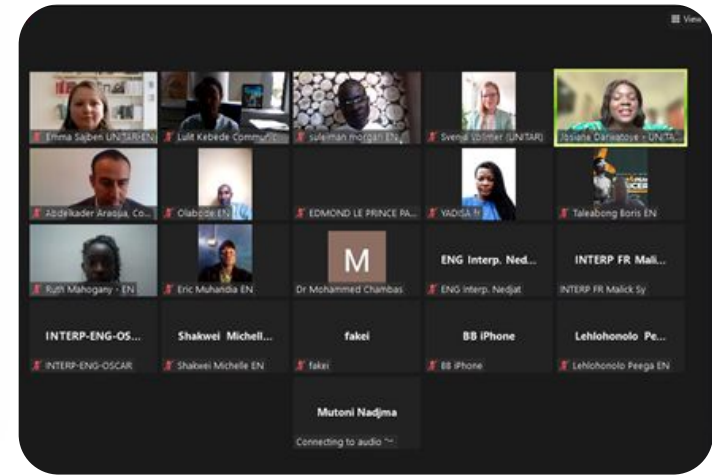 View
Emma Sajben UNITAR-EN
Lulit Kebede Communic...
suleiman morgan EN
Svenja Vollmer (UNITAR)
Josiane Darwatoye - UNITA...
Abdelkader Araoua, Co...
Olabode EN
EDMOND LE PRINCE PA...
YADISA fr
Taleabong Boris EN
Ruth Mahogany - EN
Eric Muhandia EN
M
Dr Mohammed Chambas
ENG Interp. Ned...
ENG Interp. Nedjat
INTERP FR Mali...
INTERP FR Malick Sy
INTERP-ENG-OS...
INTERP-ENG-OSCAR
Shakwei Michell...
Shakwei Michelle EN
fakei
fakei
BB iPhone
BB iPhone
Lehlohonolo Pe...
Lehlohonolo Peega EN
Mutoni Nadjma
Connecting to audio